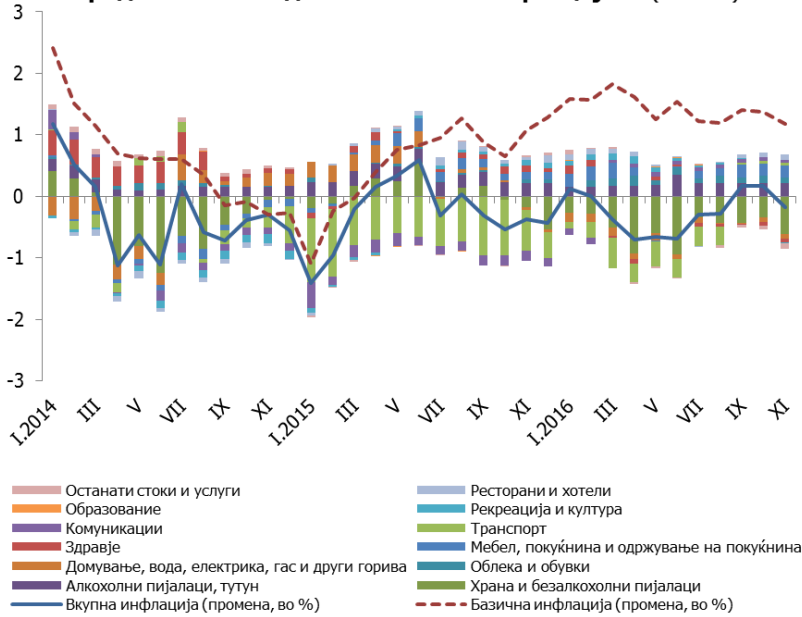 3
2
1
0
-1
-2
-3
I.2014
III
V
VII
IX
XI
I.2015
III
V
VII
IX
XI
I.2016
III
V
VII
IX
XI
Останати стоки и услуги
Ресторани и хотели
Образование
Рекреација и култура
Комуникации
Транспорт
Здравје
Мебел, покуќнина и одржување на покуќнина
Домување, вода, електрика, гас и други горива
Облека и обувки
Алкохолни пијалаци, тутун
Храна и безалкохолни пијалаци
Вкупна инфлација (промена, во %)
Базична инфлација (промена, во %)